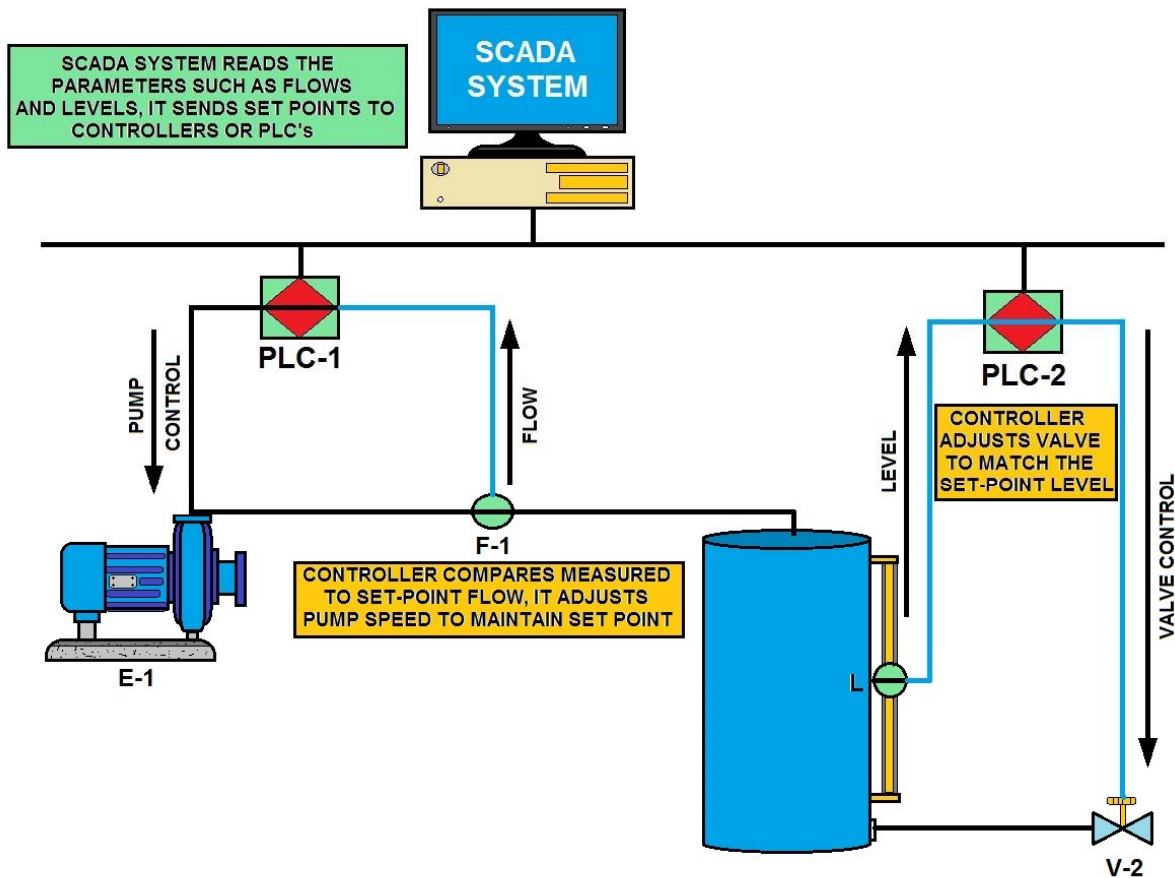 SCADA
SYSTEM
SCADA SYSTEM READS THE
PARAMETERS SUCH AS FLOWS
AND LEVELS, IT SENDS SET POINTS TO
CONTROLLERS OR PLC's
PLC-1
PLC-2
PUMP
CONTROL
FLOW
LEVEL
CONTROLLER
ADJUSTS VALVE
TO MATCH THE
SET-POINT LEVEL
VALVE CONTROL
F-1
CONTROLLER COMPARES MEASURED
TO SET-POINT FLOW, IT ADJUSTS
PUMP SPEED TO MAINTAIN SET POINT
E-1
L
V-2